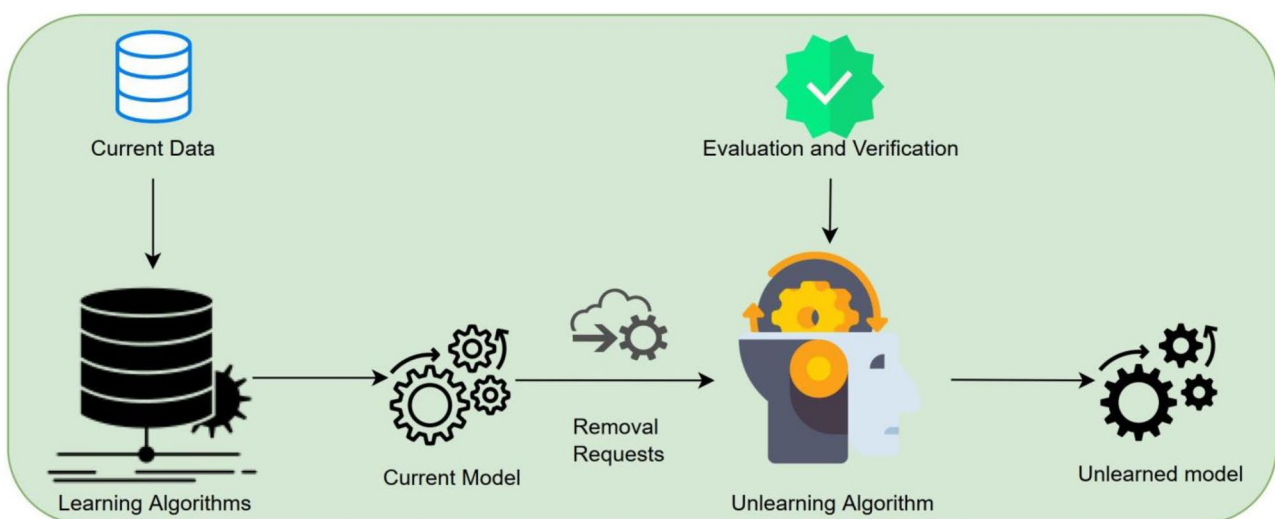 Current Data
Evaluation and Verification
Removal
Requests
Current Model
Unlearned model
Learning Algorithms
Unlearning Algorithm